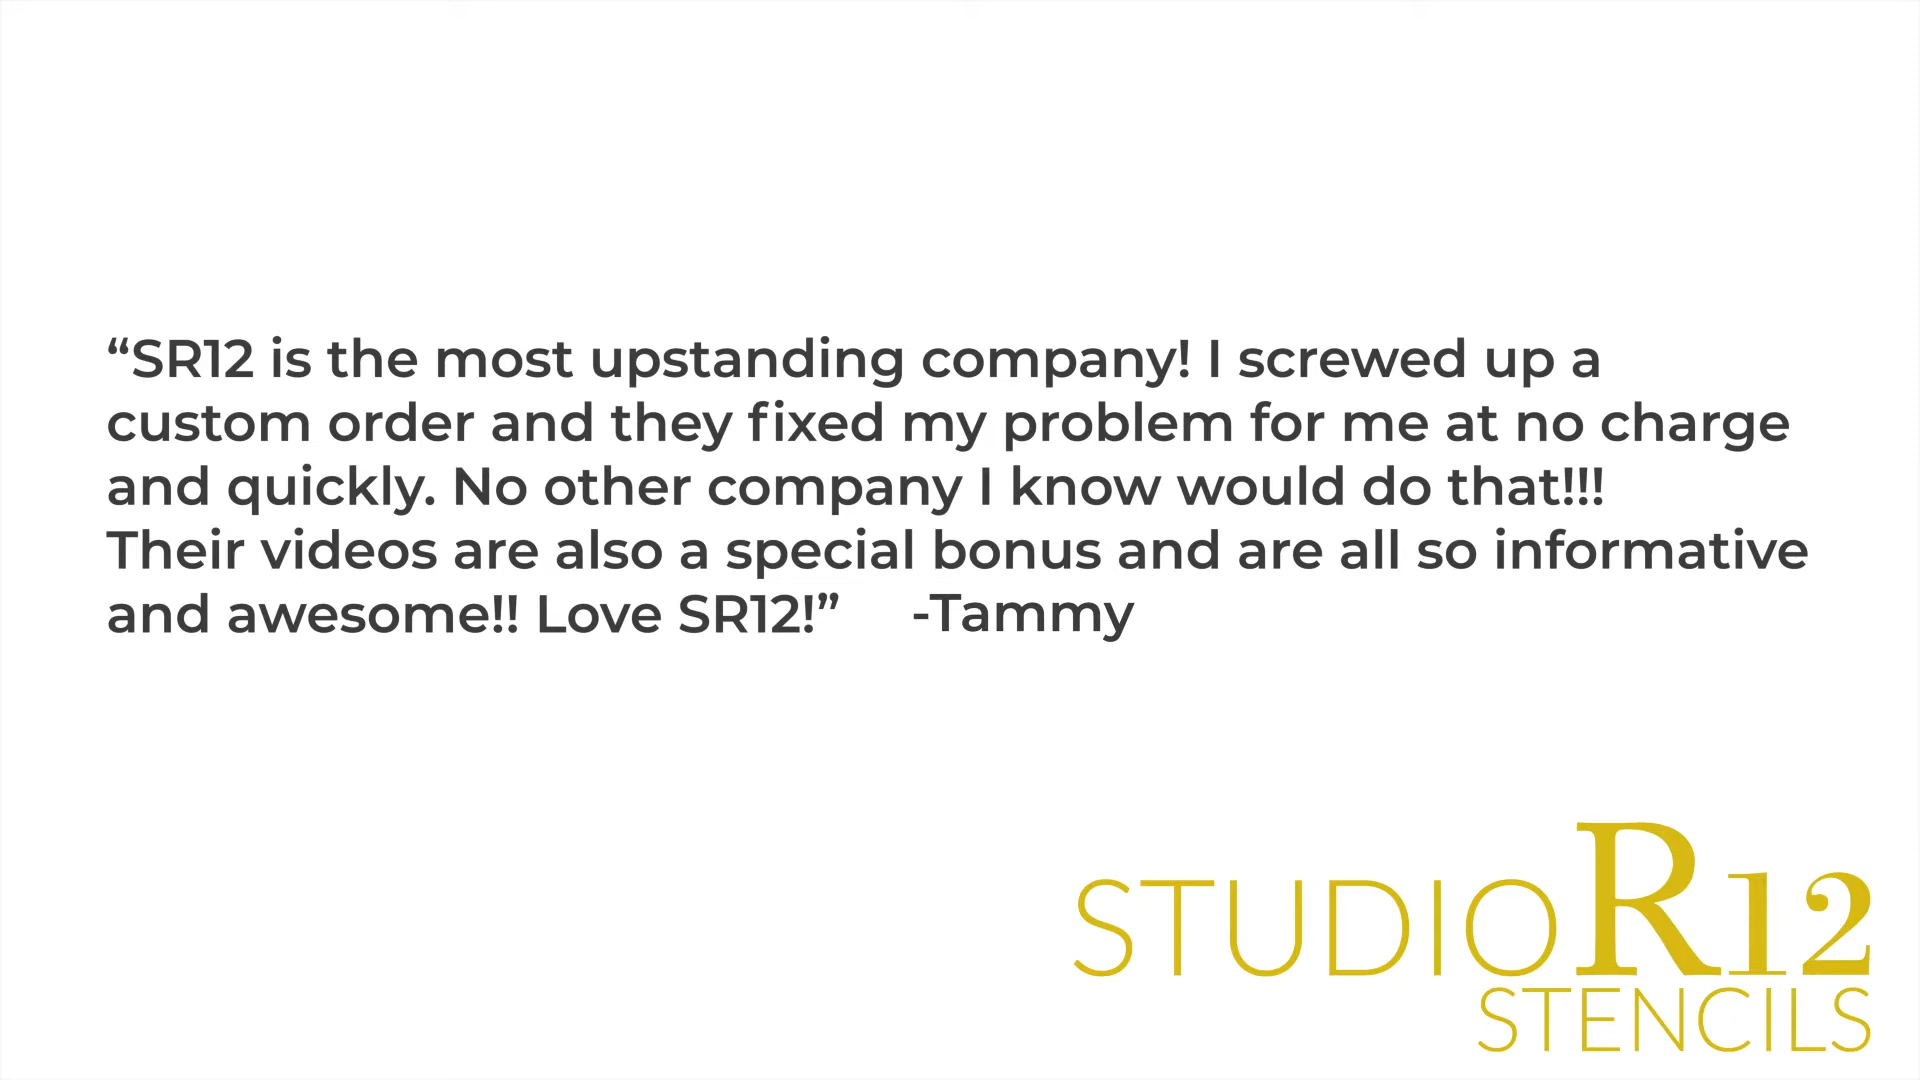 “SR12 is the most upstanding company! I screwed up a
custom order and they fixed my problem for me at no charge
and quickly. No other company I know would do that!!!
Their videos are also a special bonus and are all so informative
and awesome!! Love SR12!” -Tammy
STUDIOR12
STENCILS